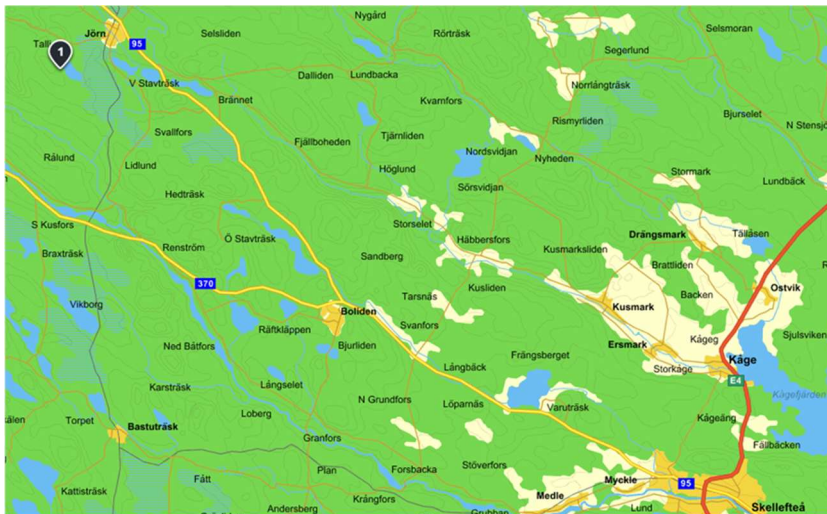 Nygård
Selsmoran
Jörn
Selsliden
Rörträsk
95
Segerlund
1
V Stavträsk
Dalliden
Lundbacka
Norrlångträsk
Brännet
Kvarnfors
Bjurselet
Rismyrliden
Svallfors
Fjällboheden
Tjärnliden
Nordsvidjan
Nyheden
Rålund
Lidlund
Höglund
Stormark
Lundbäck
Sörsvidjan
Hedträsk
S Kusfors
Storselet
Drängsmark
Tällåsen
Ö Stavträsk
Häbbersfors
Renström
Kusmarksliden
Braxträsk
Sandberg
Brattliden
370
Kusliden
Ostvik
Tarsnäs
Backen
Vikborg
Kusmark
Boliden
Svanfors
Räftkläppen
Sjulsviken
Kågeg
Ned Båtfors
Bjurliden
Ersmark
Frängsberget
Kåge
Långbäck
Storkåge
E4
Karsträsk
Långselet
Kågefjärden
N Grundfors
Löparnäs
Varuträsk
Loberg
Torpet
Kågeäng
Bastuträsk
Granfors
Fällbäcken
Stöverfors
Plan
Forsbacka
Fått
Myckle
95
Kattisträsk
Krångfors
Medle
Andersberg
Lund
Skellefteå